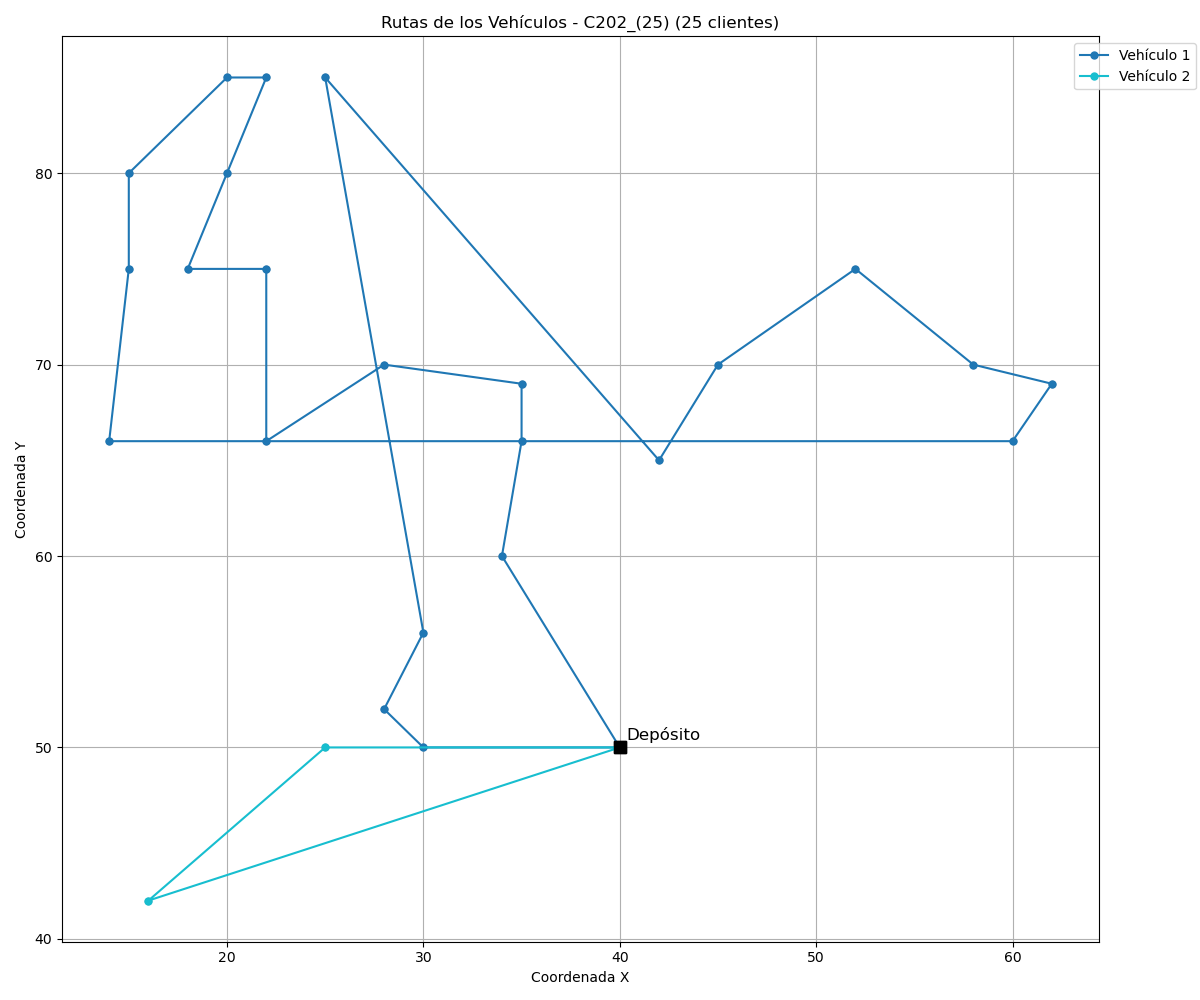 Rutas de los Vehículos - C202_(25) (25 clientes)
Vehículo 1
Vehículo 2
80
70
60
50
40
Coordenada Y
Depósito
20 30 40 50 60
Coordenada X